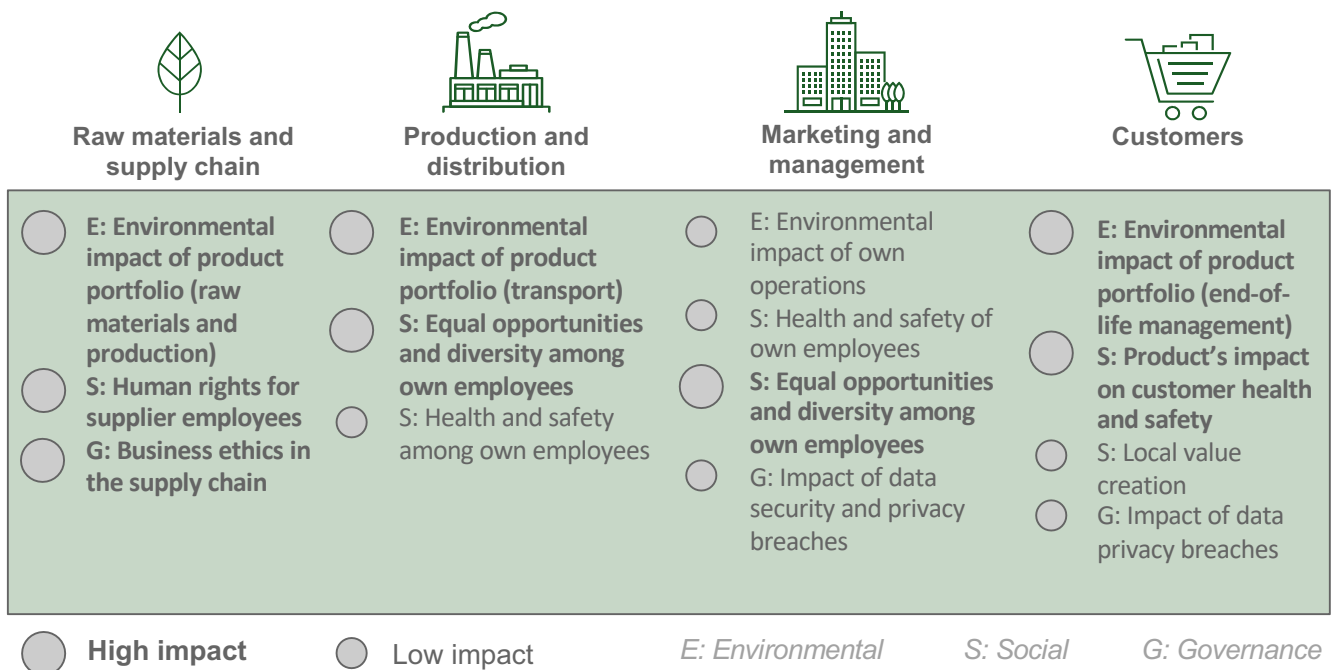 Raw materials and
supply chain
Production and
distribution
Marketing and
management
Customers
E: Environmental
impact of product
portfolio (raw
materials and
production)
S: Human rights for
supplier employees
G: Business ethics in
the supply chain
E: Environmental
impact of product
portfolio (transport)
S: Equal opportunities
and diversity among
own employees
S: Health and safety
among own employees
E: Environmental
impact of own
operations
S: Health and safety of
own employees
S: Equal opportunities
and diversity among
own employees
G: Impact of data
security and privacy
breaches
E: Environmental
impact of product
portfolio (end-of-
life management)
S: Product’s impact
on customer health
and safety
S: Local value
creation
G: Impact of data
privacy breaches
High impact
Low impact
E: Environmental
S: Social
G: Governance